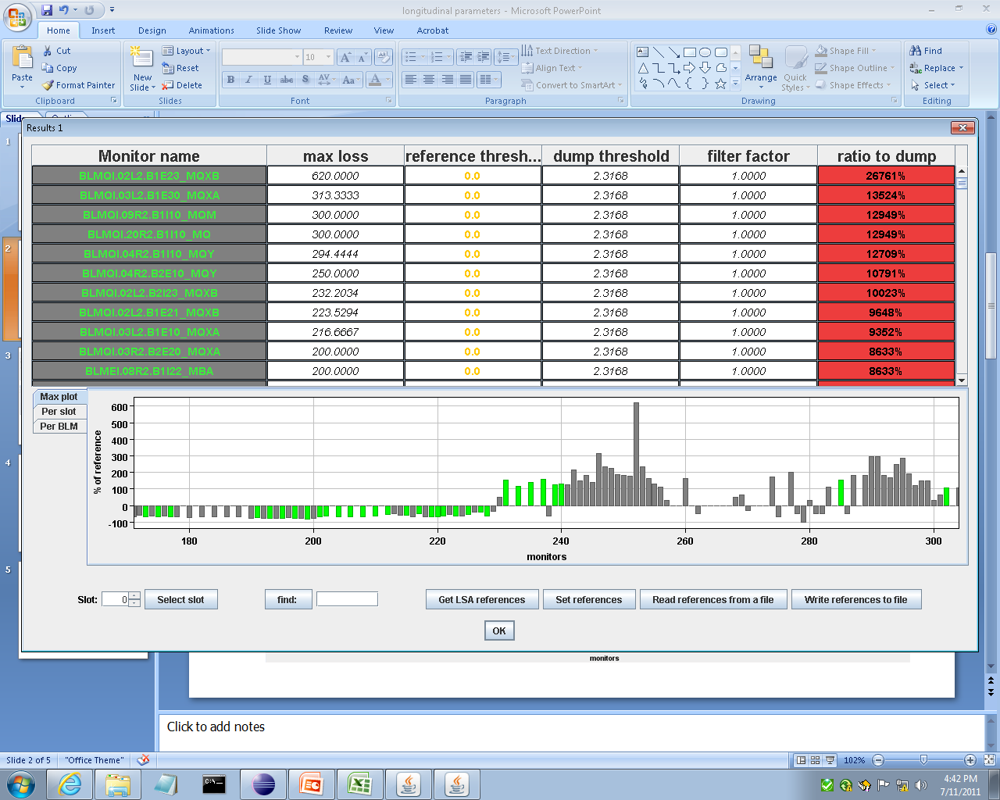 longitudinal parameters - Microsoft PowerPoint
Home Insert Design Animations Slide Show Review View Acrobat
Paste Cut Copy Format Painter Clipboard
New Slide Layout Reset Delete Slides
10
B I U abe S AV Aa A Font
Text Direction Align Text Convert to SmartArt Paragraph
Arrange Quick Styles Shape Fill Shape Outline Shape Effects Drawing
Find Replace Select Editing
Results 1
Monitor name max loss reference thresh... dump threshold filter factor ratio to dump
BLMQI.02L2.B1E23_MQXB 620.0000 0.0 2.3168 1.0000 26761%
BLMQI.03L2.B1E30_MQXA 313.3333 0.0 2.3168 1.0000 13524%
BLMQI.09R2.B1I10_MQM 300.0000 0.0 2.3168 1.0000 12949%
BLMQI.20R2.B1I10_MQ 300.0000 0.0 2.3168 1.0000 12949%
BLMQI.04R2.B1I10_MQY 294.4444 0.0 2.3168 1.0000 12709%
BLMQI.04R2.B2E10_MQY 250.0000 0.0 2.3168 1.0000 10791%
BLMQI.02L2.B2I23_MQXB 232.2034 0.0 2.3168 1.0000 10023%
BLMQI.02L2.B1E21_MQXB 223.5294 0.0 2.3168 1.0000 9648%
BLMQI.03L2.B1E10_MQXA 216.6667 0.0 2.3168 1.0000 9352%
BLMQI.03R2.B2E20_MQXA 200.0000 0.0 2.3168 1.0000 8633%
BLMEI.08R2.B1I22_MBA 200.0000 0.0 2.3168 1.0000 8633%
Max plot
Per slot
Per BLM
% of reference
600
500
400
300
200
100
0
-100
180 200 220 240 260 280 300
monitors
Slot: 0 Select slot find: Get LSA references Set references Read references from a file Write references to file
OK
1
2
3
4
5
monitors
Click to add notes
Slide 2 of 5 "Office Theme" 102%
4:42 PM
7/11/2011